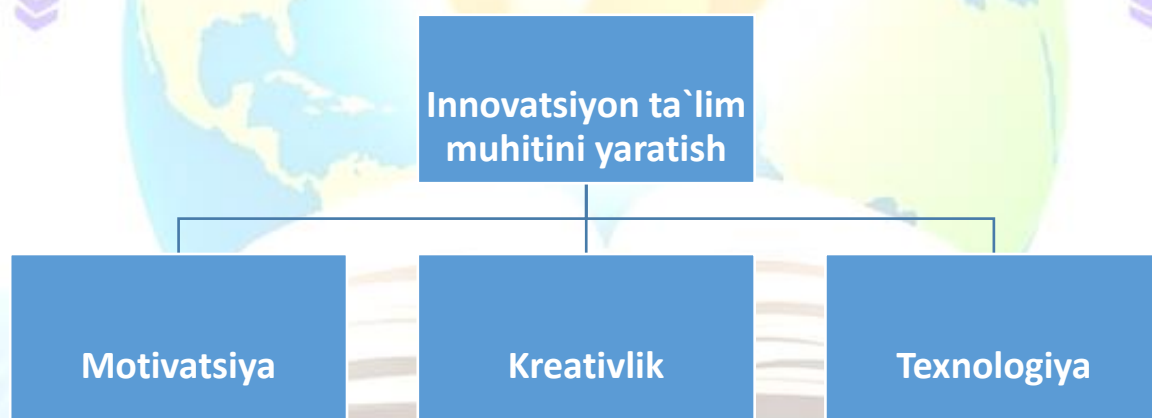 Innovatsiyon ta`lim
muhitini yaratish
Motivatsiya
Kreativlik
Texnologiya